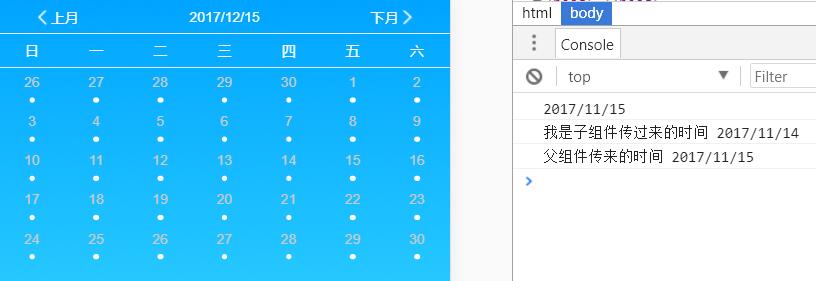 上月 2017/12/15 下月
日 一 二 三 四 五 六
26 27 28 29 30 1 2
3 4 5 6 7 8 9
10 11 12 13 14 15 16
17 18 19 20 21 22 23
24 25 26 27 28 29 30
html body
Console
top Filter
2017/11/15
我是子组件传过来的时间 2017/11/14
父组件传来的时间 2017/11/15